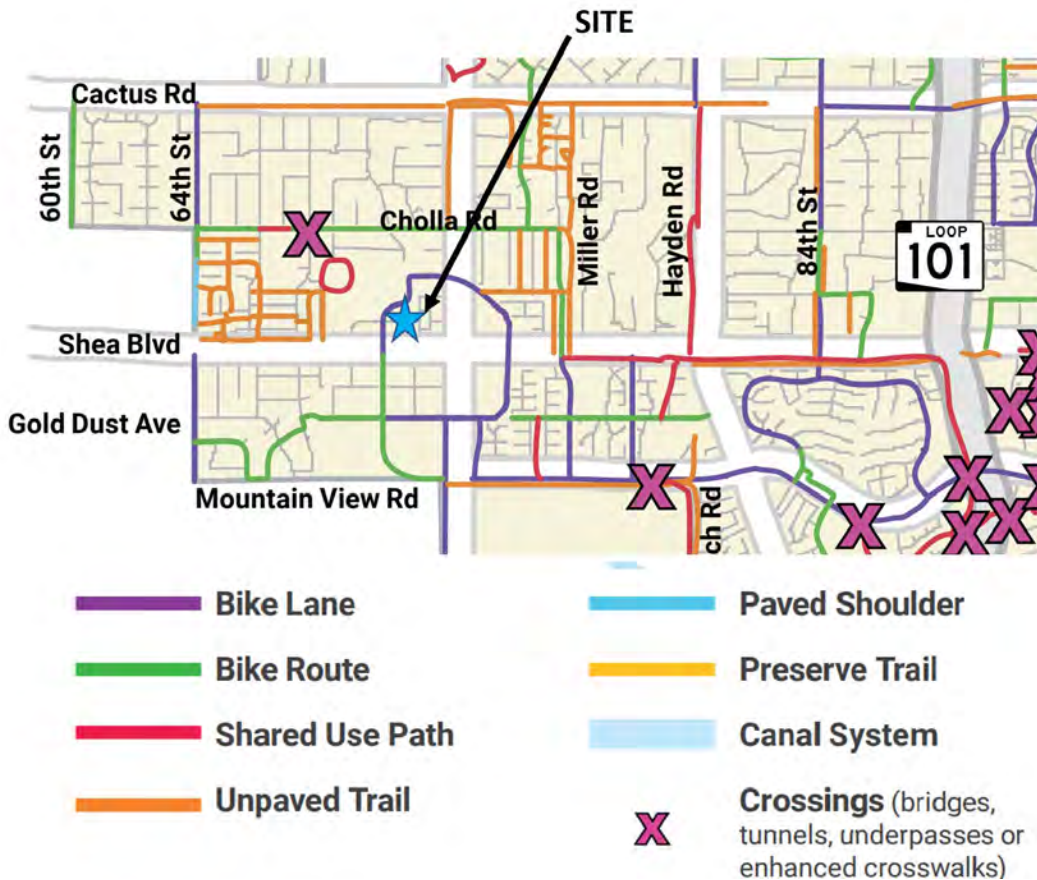 SITE
Cactus Rd
60th St
64th St
Cholla Rd
Miller Rd
Hayden Rd
84th St
LOOP
101
Shea Blvd
Gold Dust Ave
Mountain View Rd
ch Rd
Bike Lane
Bike Route
Shared Use Path
Unpaved Trail
Paved Shoulder
Preserve Trail
Canal System
X Crossings (bridges,
tunnels, underpasses or
enhanced crosswalks)